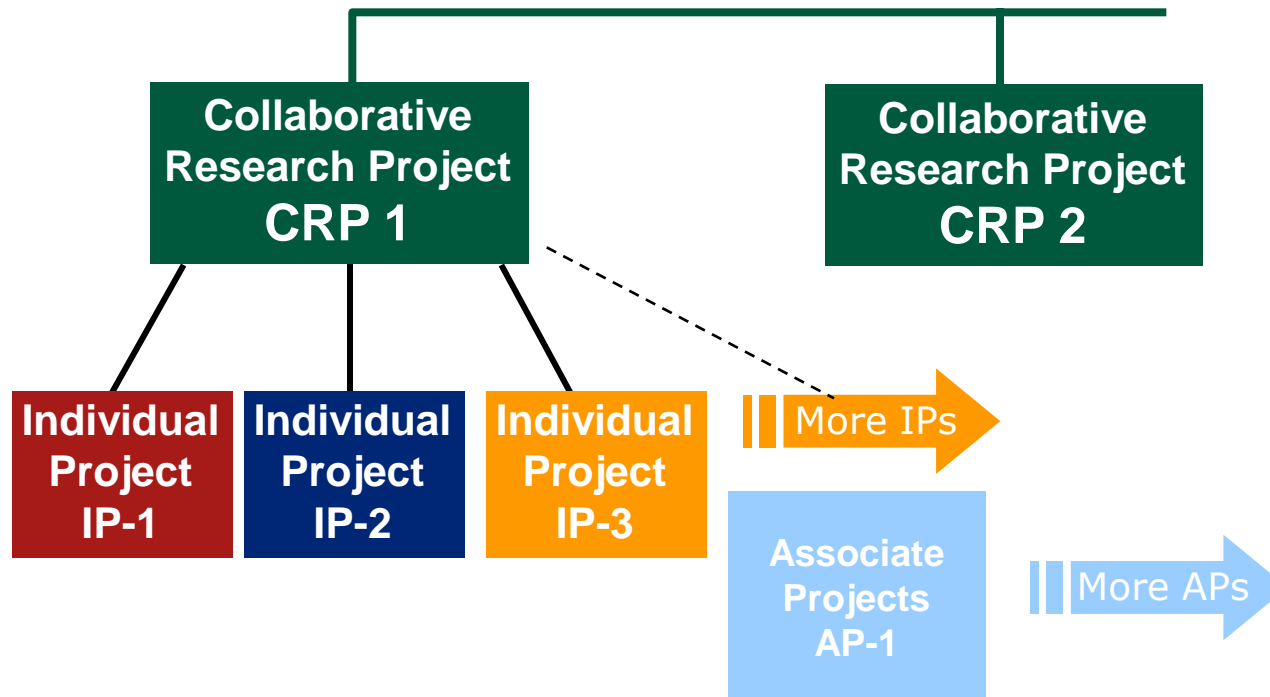 Collaborative
Research Project
CRP 1
Collaborative
Research Project
CRP 2
Individual
Project
IP-1
Individual
Project
IP-2
Individual
Project
IP-3
More IPs
Associate
Projects
AP-1
More APs